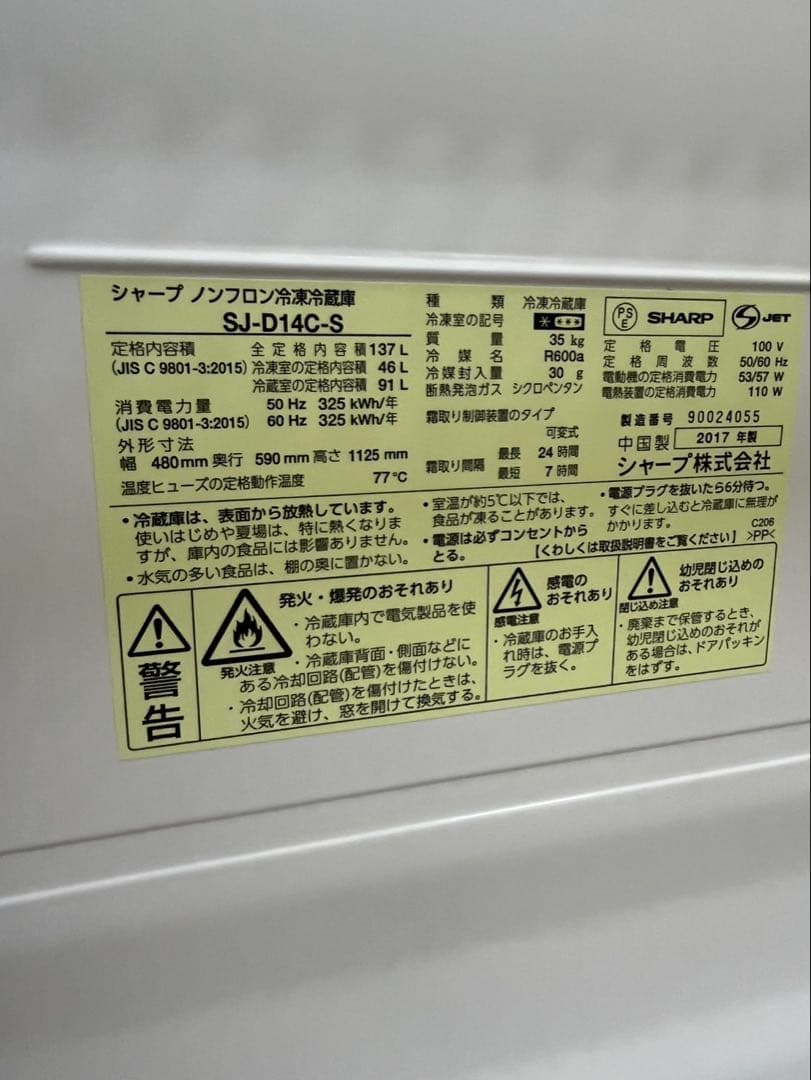 シャープ ノンフロン冷凍冷蔵庫
SJ-D14C-S
定格内容積 全定格内容積 137 L
(JIS C 9801-3:2015) 冷凍室の定格内容積 46 L
冷蔵室の定格内容積 91 L
消費電力量 50 Hz 325 kWh/年
(JIS C 9801-3:2015) 60 Hz 325 kWh/年
外形寸法
幅 480mm 奥行 590mm 高さ 1125 mm
温度ヒューズの定格動作温度 77℃
種類 冷凍冷蔵庫
冷凍室の記号
質量 35 kg
冷媒名 R600a
冷媒封入量 30 g
断熱発泡ガス シクロペンタン
霜取り制御装置のタイプ
可変式
霜取り間隔 最長 24 時間
最短 7 時間
PSE SHARP S JET
定格電圧 100 V
定格周波数 50/60 Hz
電動機の定格消費電力 53/57 W
電熱装置の定格消費電力 110 W
製造番号 90024055
中国製 2017 年製
シャープ株式会社
・冷蔵庫は、表面から放熱しています。
使いはじめや夏場は、特に熱くなりま
すが、庫内の食品には影響ありません。
・水気の多い食品は、棚の奥に置かない。
・室温が約5℃以下では、
食品が凍ることがあります。
・電源は必ずコンセントから
とる。
・電源プラグを抜いたら6分待つ。
すぐに差し込むと冷蔵庫に無理が
かかります。 C206
【くわしくは取扱説明書をご覧ください】 >PP<
警告
発火注意
発火・爆発のおそれあり
・冷蔵庫内で電気製品を使
わない。
・冷蔵庫背面・側面などに
ある冷却回路(配管)を傷付けない。
・冷却回路(配管)を傷付けたときは、
火気を避け、窓を開けて換気する。
感電注意
感電の
おそれあり
・冷蔵庫のお手入
れ時は、電源プ
ラグを抜く。
閉じ込め注意
幼児閉じ込めの
おそれあり
・廃棄まで保管するとき、
幼児閉じ込めのおそれが
ある場合は、ドアパッキン
をはずす。